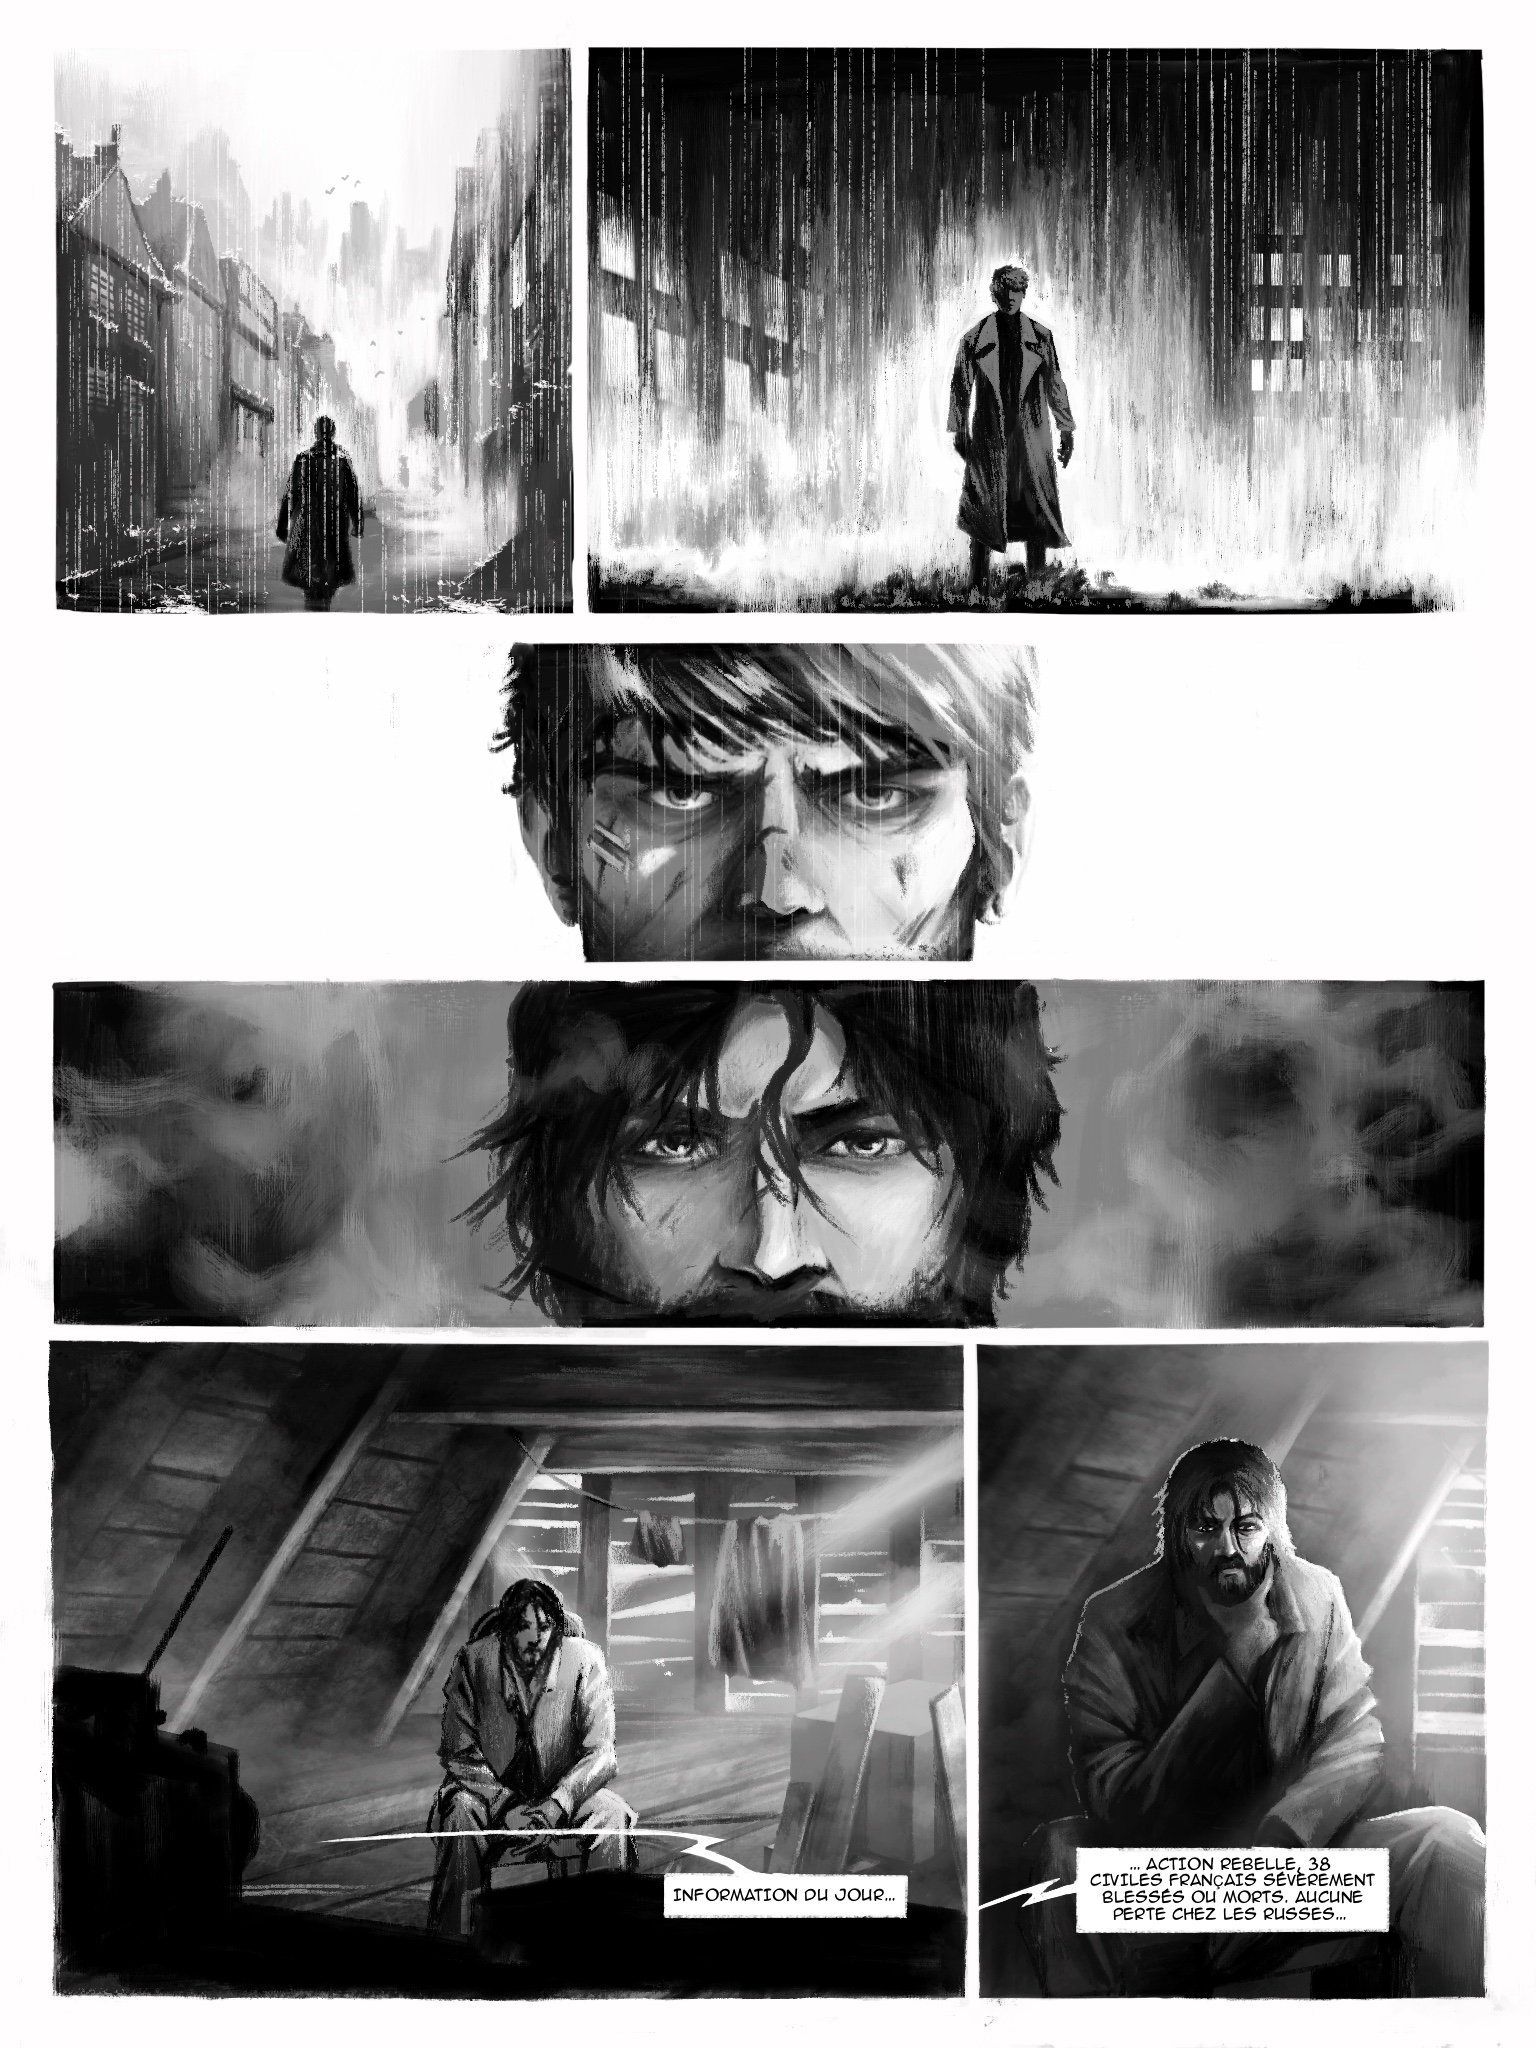 INFORMATION DU JOUR...
... ACTION REBELLE, 38
CIVILES FRANÇAIS SÉVÈREMENT
BLESSÉS OU MORTS. AUCUNE
PERTE CHEZ LES RUSSES...